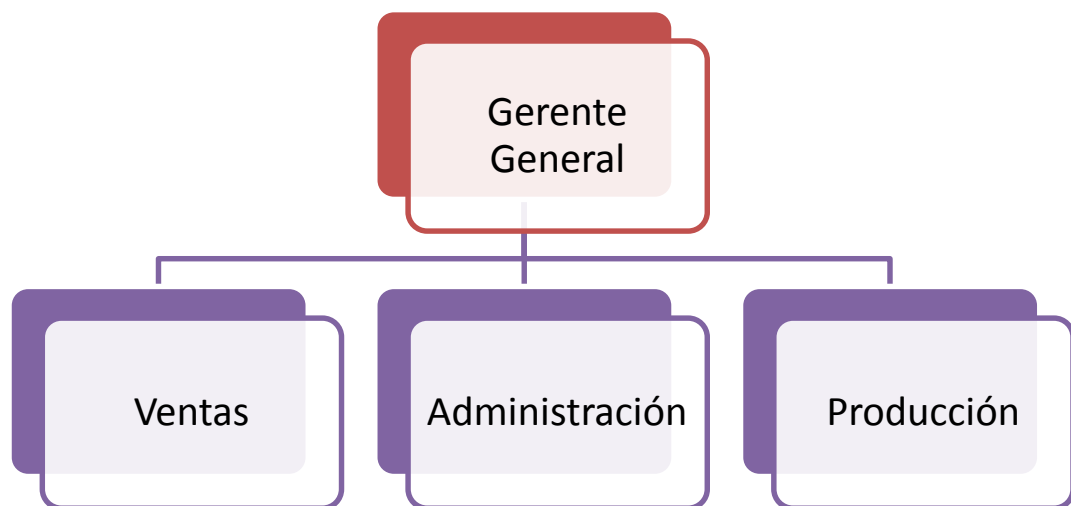 Gerente
General
Ventas
Administración
Producción